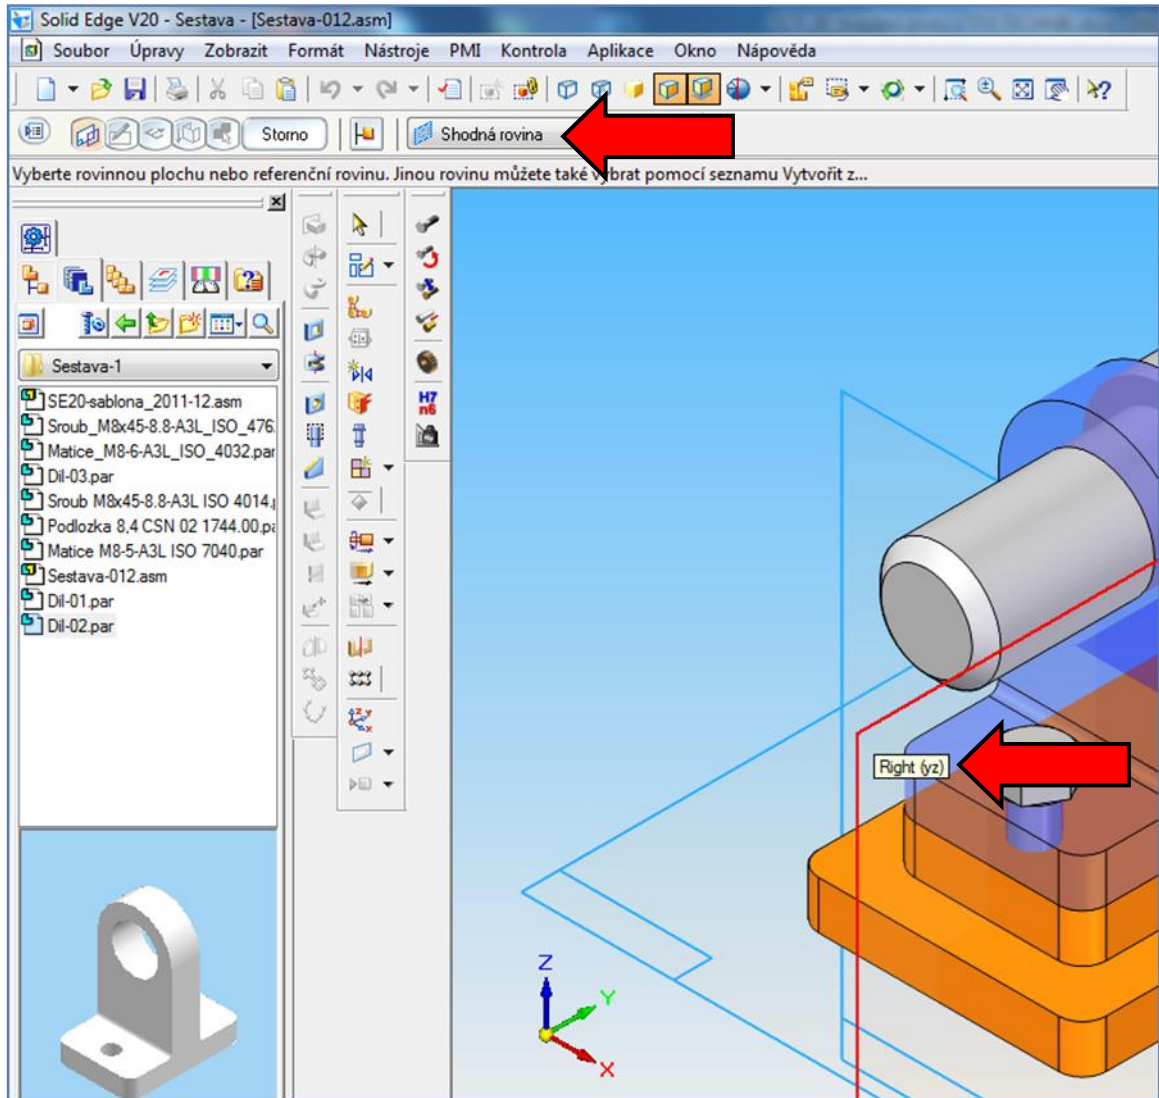 Solid Edge V20 - Sestava - [Sestava-012.asm]
Soubor Úpravy Zobrazit Formát Nástroje PMI Kontrola Aplikace Okno Nápověda
Storno Shodná rovina
Vyberte rovinnou plochu nebo referenční rovinu. Jinou rovinu můžete také vybrat pomocí seznamu Vytvořit z...
Sestava-1
SE20-sablona_2011-12.asm
Sroub_M8x45-8.8-A3L_ISO_476
Matice_M8-6-A3L_ISO_4032.par
Dil-03.par
Sroub M8x45-8.8-A3L ISO 4014.
Podlozka 8,4 CSN 02 1744.00.pa
Matice M8-5-A3L ISO 7040.par
Sestava-012.asm
Dil-01.par
Dil-02.par
H7
n6
Right (yz)
Z
Y
X